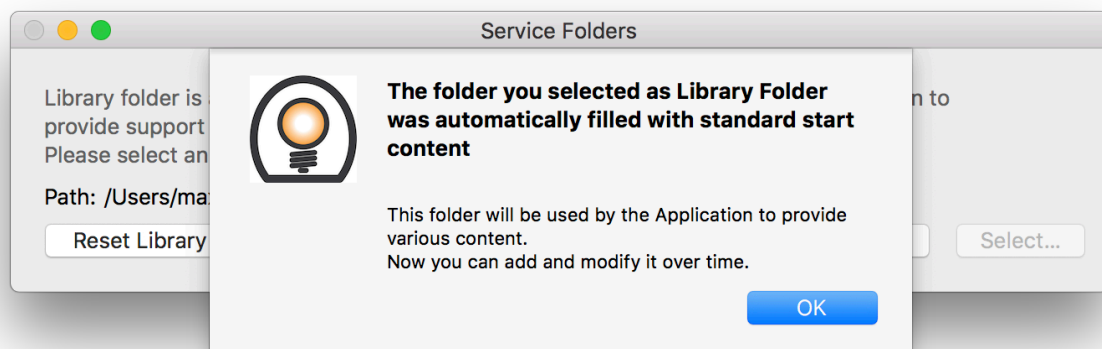 Service Folders
Library folder is
n to
provide support
Please select an
Path: /Users/ma
Reset Library
Select...
The folder you selected as Library Folder
was automatically filled with standard start
content
This folder will be used by the Application to provide
various content.
Now you can add and modify it over time.
OK